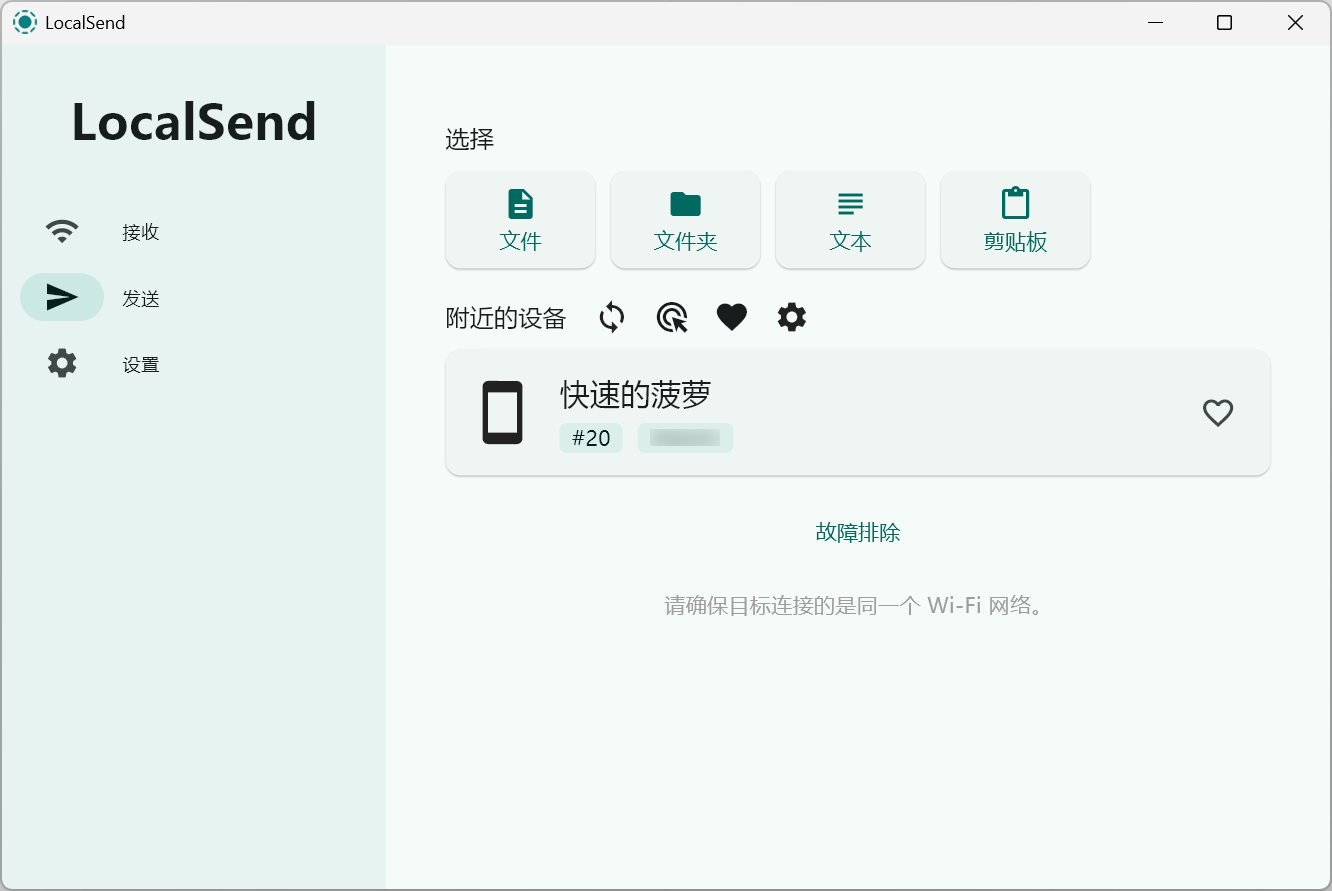 LocalSend
LocalSend
接收
发送
设置
选择
文件
文件夹
文本
剪贴板
附近的设备
快速的菠萝
#20
故障排除
请确保目标连接的是同一个 Wi-Fi 网络。